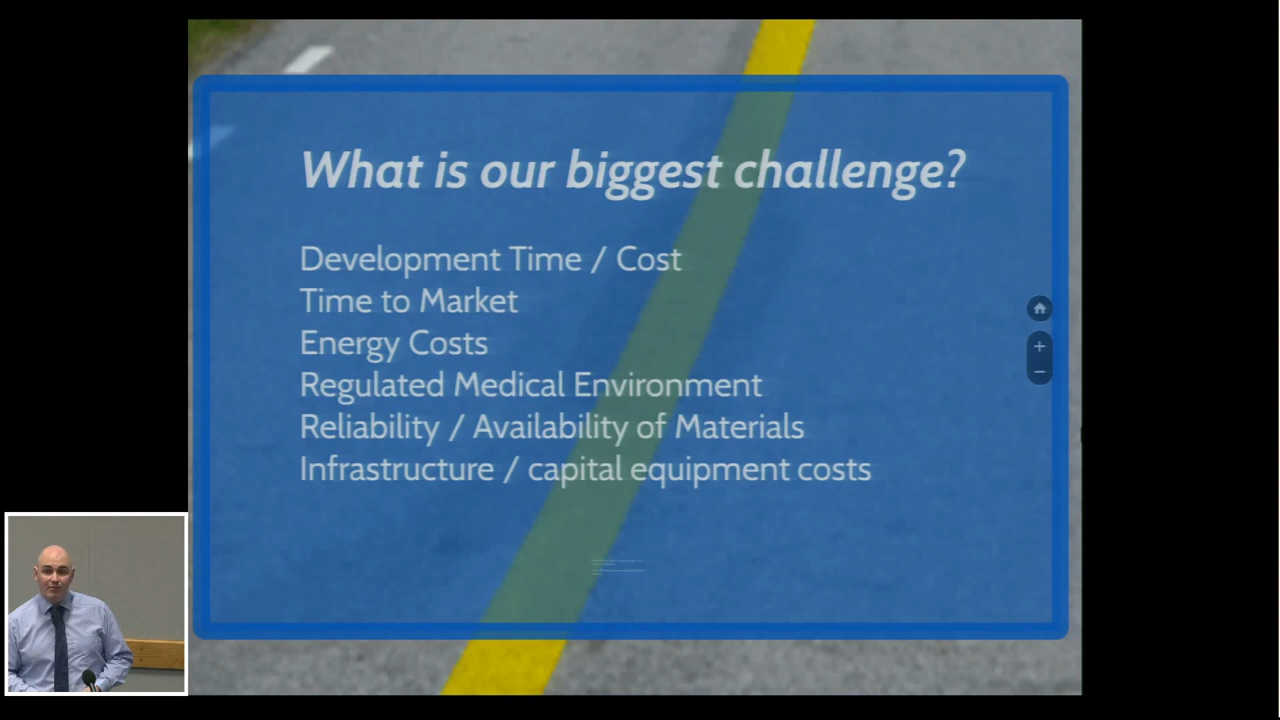 What is our biggest challenge?
Development Time / Cost
Time to Market
Energy Costs
Regulated Medical Environment
Reliability / Availability of Materials
Infrastructure / capital equipment costs